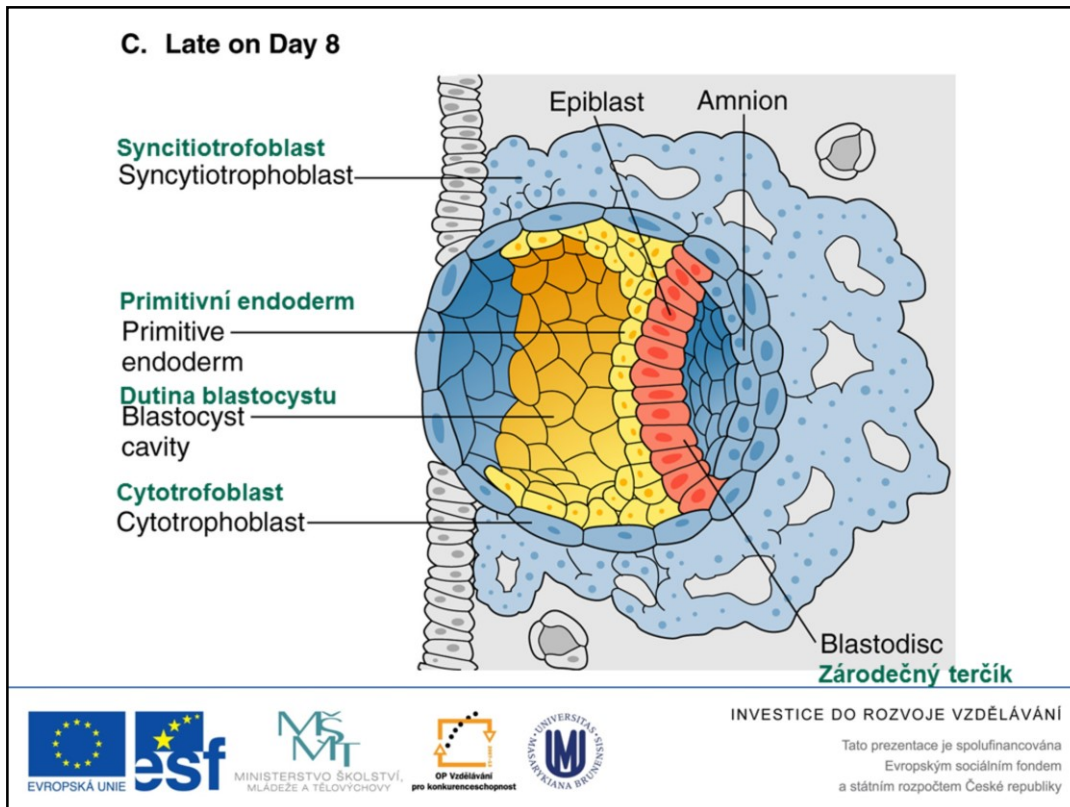 C. Late on Day 8
Epiblast
Amnion
Syncitiotrofoblast
Syncytiotrophoblast
Primitivní endoderm
Primitive
endoderm
Dutina blastocystu
Blastocyst
cavity
Cytotrofoblast
Cytotrophoblast
Blastodisc
Zárodečný terčík
EVROPSKÁ UNIE
esf
MŠMT
MINISTERSTVO ŠKOLSTVÍ,
MLÁDEŽE A TĚLOVÝCHOVY
OP Vzdělávání
pro konkurenceschopnost
UNIVERSITAS · MASARYKIANA BRUNENSIS
INVESTICE DO ROZVOJE VZDĚLÁVÁNÍ
Tato prezentace je spolufinancována
Evropským sociálním fondem
a státním rozpočtem České republiky